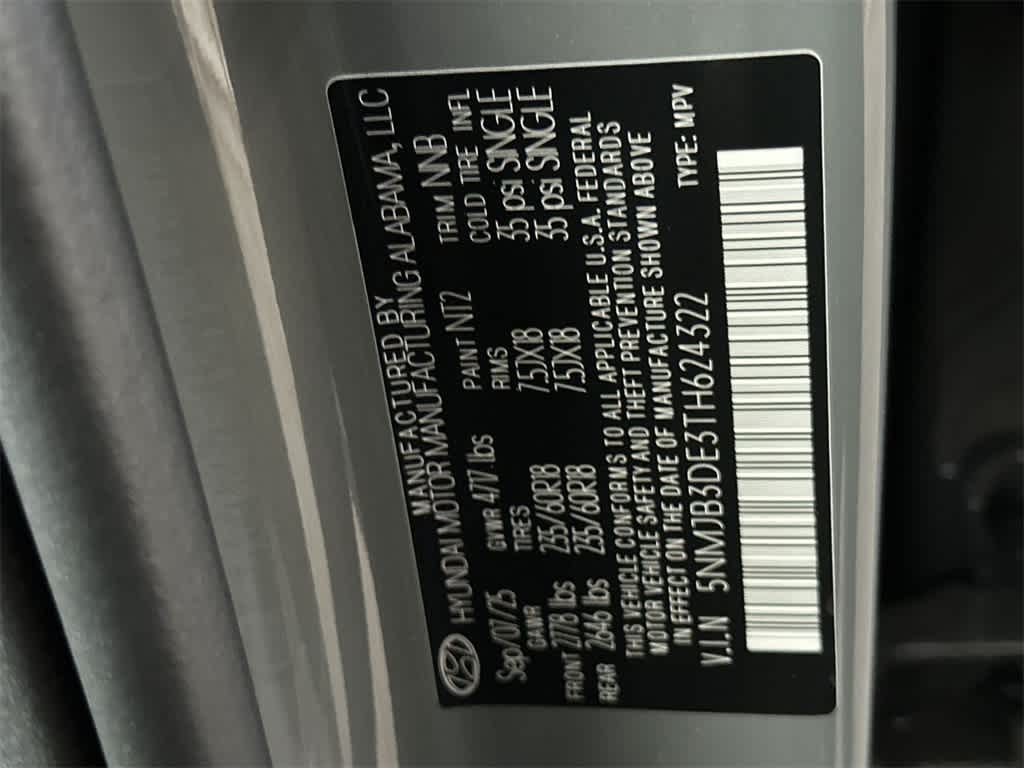 MANUFACTURED BY
HYUNDAI MOTOR MANUFACTURING ALABAMA, LLC
Sep/07/25 GVWR 4717 lbs PAINT NT2 TRIM NNB
GAWR TIRES RIMS COLD TIRE INFL
FRONT 2778 lbs 235/60R18 7.5JX18 35 psi SINGLE
REAR 2646 lbs 235/60R18 7.5JX18 35 psi SINGLE
THIS VEHICLE CONFORMS TO ALL APPLICABLE U.S.A. FEDERAL
MOTOR VEHICLE SAFETY AND THEFT PREVENTION STANDARDS
IN EFFECT ON THE DATE OF MANUFACTURE SHOWN ABOVE
V.I.N 5NMJB3DE3TH624322 TYPE: MPV